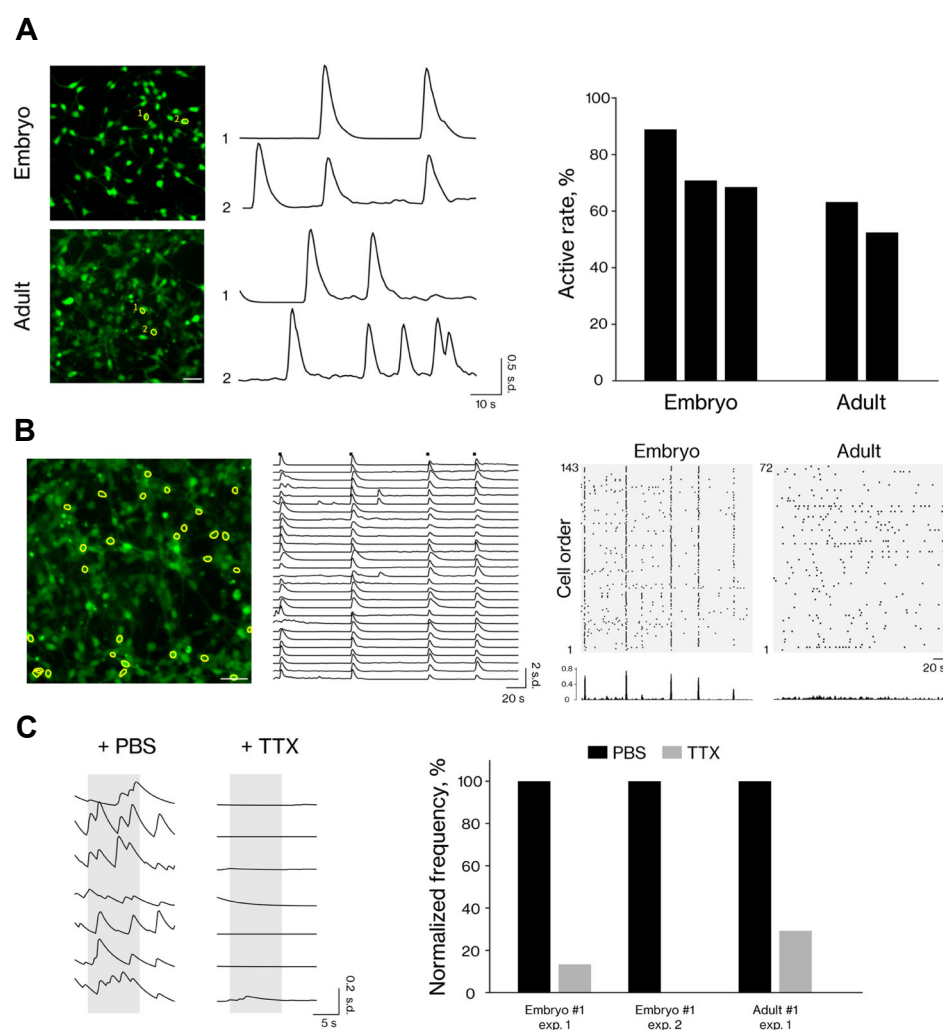 A
Embryo
1
2
Adult
1
2
1
2
1
2
0.5 s.d.
10 s
Active rate, %
100
80
60
40
20
0
Embryo
Adult
B
2 s.d.
20 s
Embryo
Adult
Cell order
143
1
72
1
20 s
0.8
0.4
0
C
+ PBS
+ TTX
0.2 s.d.
5 s
PBS
TTX
Normalized frequency, %
100
80
60
40
20
0
Embryo #1
exp. 1
Embryo #1
exp. 2
Adult #1
exp. 1